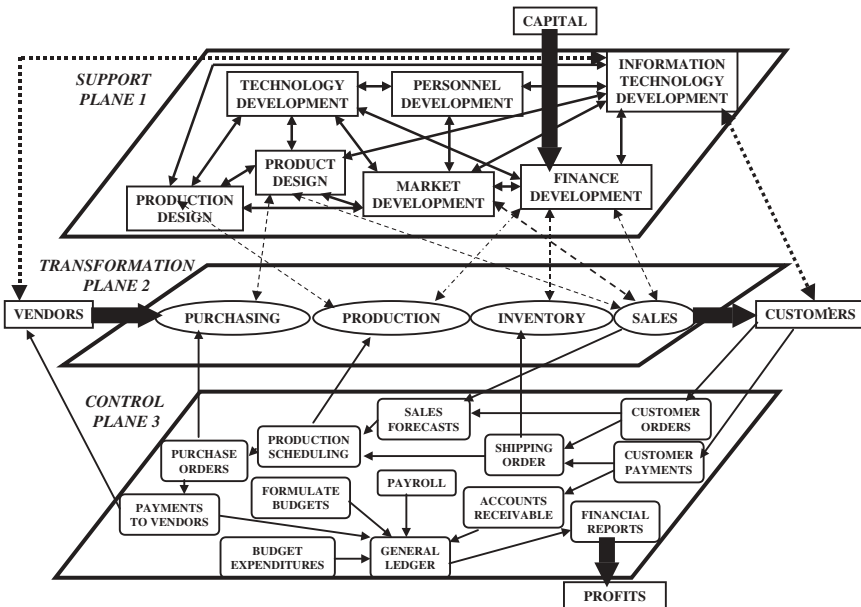 CAPITAL
SUPPORT
PLANE 1
TECHNOLOGY
DEVELOPMENT
PERSONNEL
DEVELOPMENT
INFORMATION
TECHNOLOGY
DEVELOPMENT
PRODUCT
DESIGN
PRODUCTION
DESIGN
MARKET
DEVELOPMENT
FINANCE
DEVELOPMENT
TRANSFORMATION
PLANE 2
VENDORS
PURCHASING
PRODUCTION
INVENTORY
SALES
CUSTOMERS
CONTROL
PLANE 3
SALES
FORECASTS
CUSTOMER
ORDERS
PURCHASE
ORDERS
PRODUCTION
SCHEDULING
SHIPPING
ORDER
CUSTOMER
PAYMENTS
PAYMENTS
TO VENDORS
FORMULATE
BUDGETS
PAYROLL
ACCOUNTS
RECEIVABLE
FINANCIAL
REPORTS
BUDGET
EXPENDITURES
GENERAL
LEDGER
PROFITS